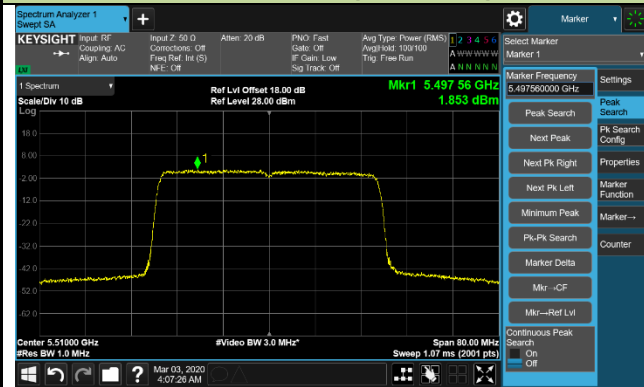 Spectrum Analyzer 1
Swept SA
Marker
KEYSIGHT
Input: RF
Coupling: AC
Align: Auto
Input Z: 50 Ω
Corrections: Off
Freq Ref: Int (S)
NFE: Off
Atten: 20 dB
PNO: Fast
Gate: Off
IF Gain: Low
Sig Track: Off
Avg Type: Power (RMS)
Avg|Hold: 100/100
Trig: Free Run
1 2 3 4 5 6
A W W W W W
A N N N N N
Select Marker
Marker 1
1 Spectrum
Scale/Div 10 dB
Log
Ref Lvl Offset 18.00 dB
Ref Level 28.00 dBm
Mkr1 5.497 56 GHz
1.853 dBm
18.0
8.00
-2.00
-12.0
-22.0
-32.0
-42.0
-52.0
-62.0
1
Center 5.51000 GHz
#Res BW 1.0 MHz
#Video BW 3.0 MHz*
Span 80.00 MHz
Sweep 1.07 ms (2001 pts)
Marker Frequency
5.497560000 GHz
Peak Search
Next Peak
Next Pk Right
Next Pk Left
Minimum Peak
Pk-Pk Search
Marker Delta
Mkr→CF
Mkr→Ref Lvl
Continuous Peak
Search
On
Off
Settings
Peak
Search
Pk Search
Config
Properties
Marker
Function
Marker→
Counter
Mar 03, 2020
4:07:26 AM